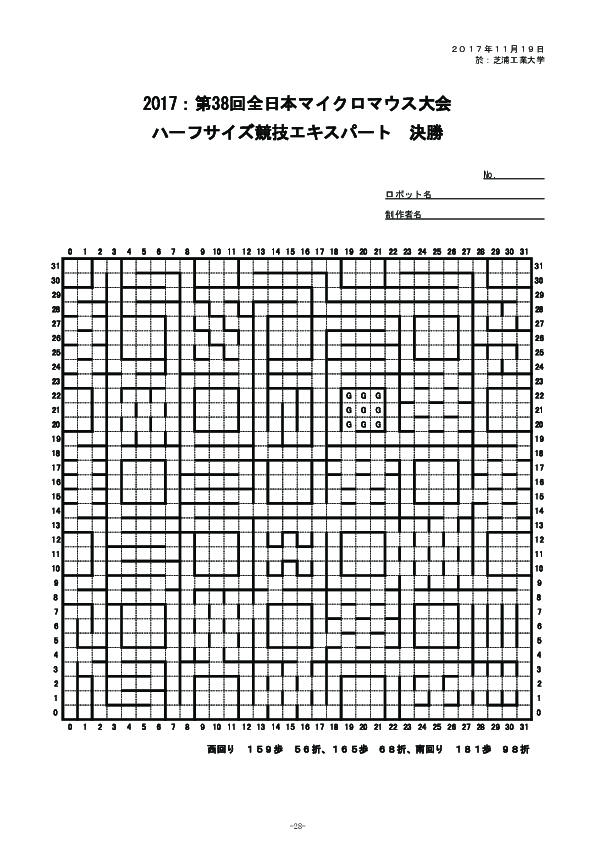 ２０１７年１１月１９日
於：芝浦工業大学
2017：第38回全日本マイクロマウス大会
ハーフサイズ競技エキスパート　決勝
No.
ロボット名
制作者名
0 1 2 3 4 5 6 7 8 9 10 11 12 13 14 15 16 17 18 19 20 21 22 23 24 25 26 27 28 29 30 31
31 31
30 30
29 29
28 28
27 27
26 26
25 25
24 24
23 23
22 G G G 22
21 G G G 21
20 G G G 20
19 19
18 18
17 17
16 16
15 15
14 14
13 13
12 12
11 11
10 10
9 9
8 8
7 7
6 6
5 5
4 4
3 3
2 2
1 1
0 0
0 1 2 3 4 5 6 7 8 9 10 11 12 13 14 15 16 17 18 19 20 21 22 23 24 25 26 27 28 29 30 31
西回り　１５９歩　５６折、１６５歩　６８折、南回り　１８１歩　９８折
-28-